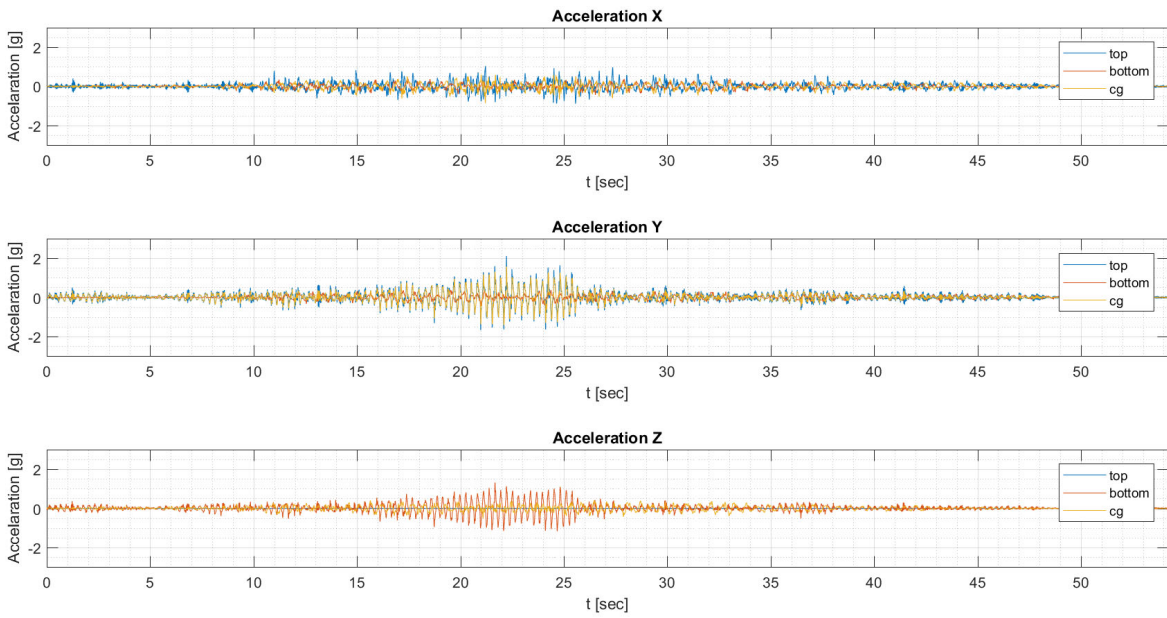 Acceleration X
Accelaration [g]
2
0
-2
top
bottom
cg
0 5 10 15 20 25 30 35 40 45 50
t [sec]
Acceleration Y
Accelaration [g]
2
0
-2
top
bottom
cg
0 5 10 15 20 25 30 35 40 45 50
t [sec]
Acceleration Z
Accelaration [g]
2
0
-2
top
bottom
cg
0 5 10 15 20 25 30 35 40 45 50
t [sec]